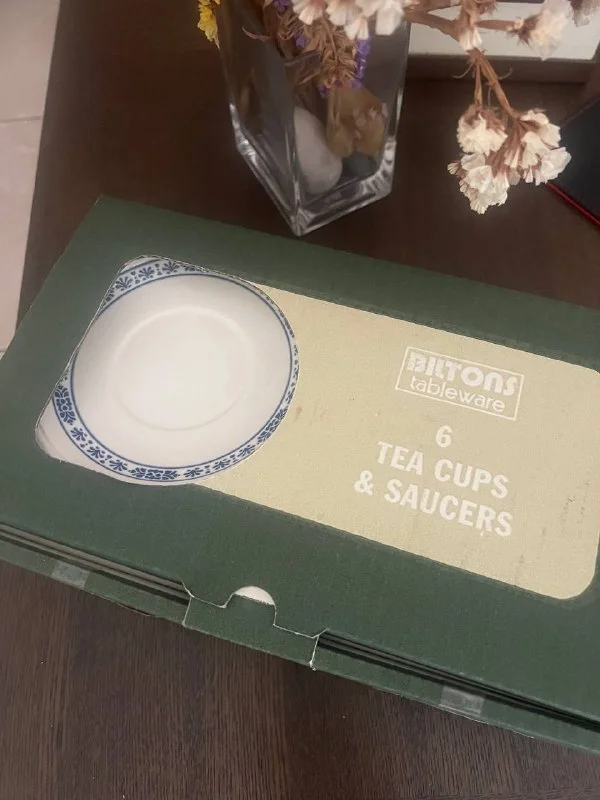 BILTONS
tableware
6
TEA CUPS
& SAUCERS